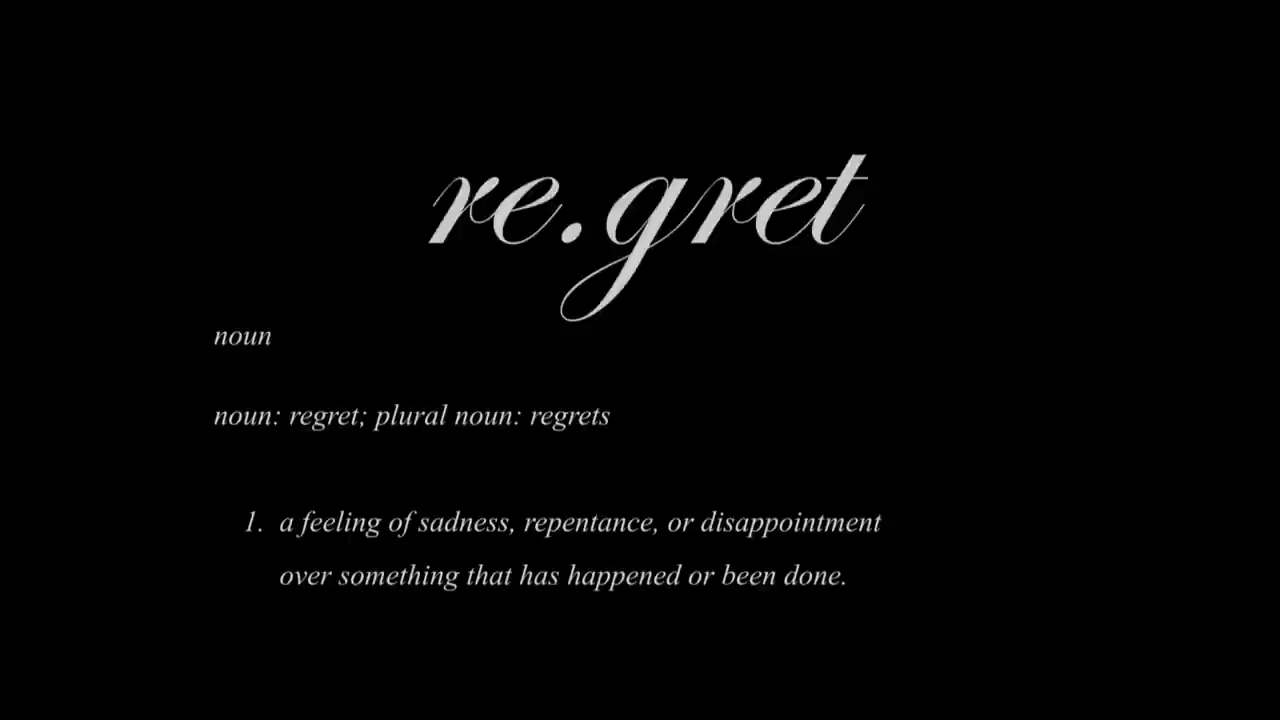 re.gret
noun
noun: regret; plural noun: regrets
1. a feeling of sadness, repentance, or disappointment
over something that has happened or been done.